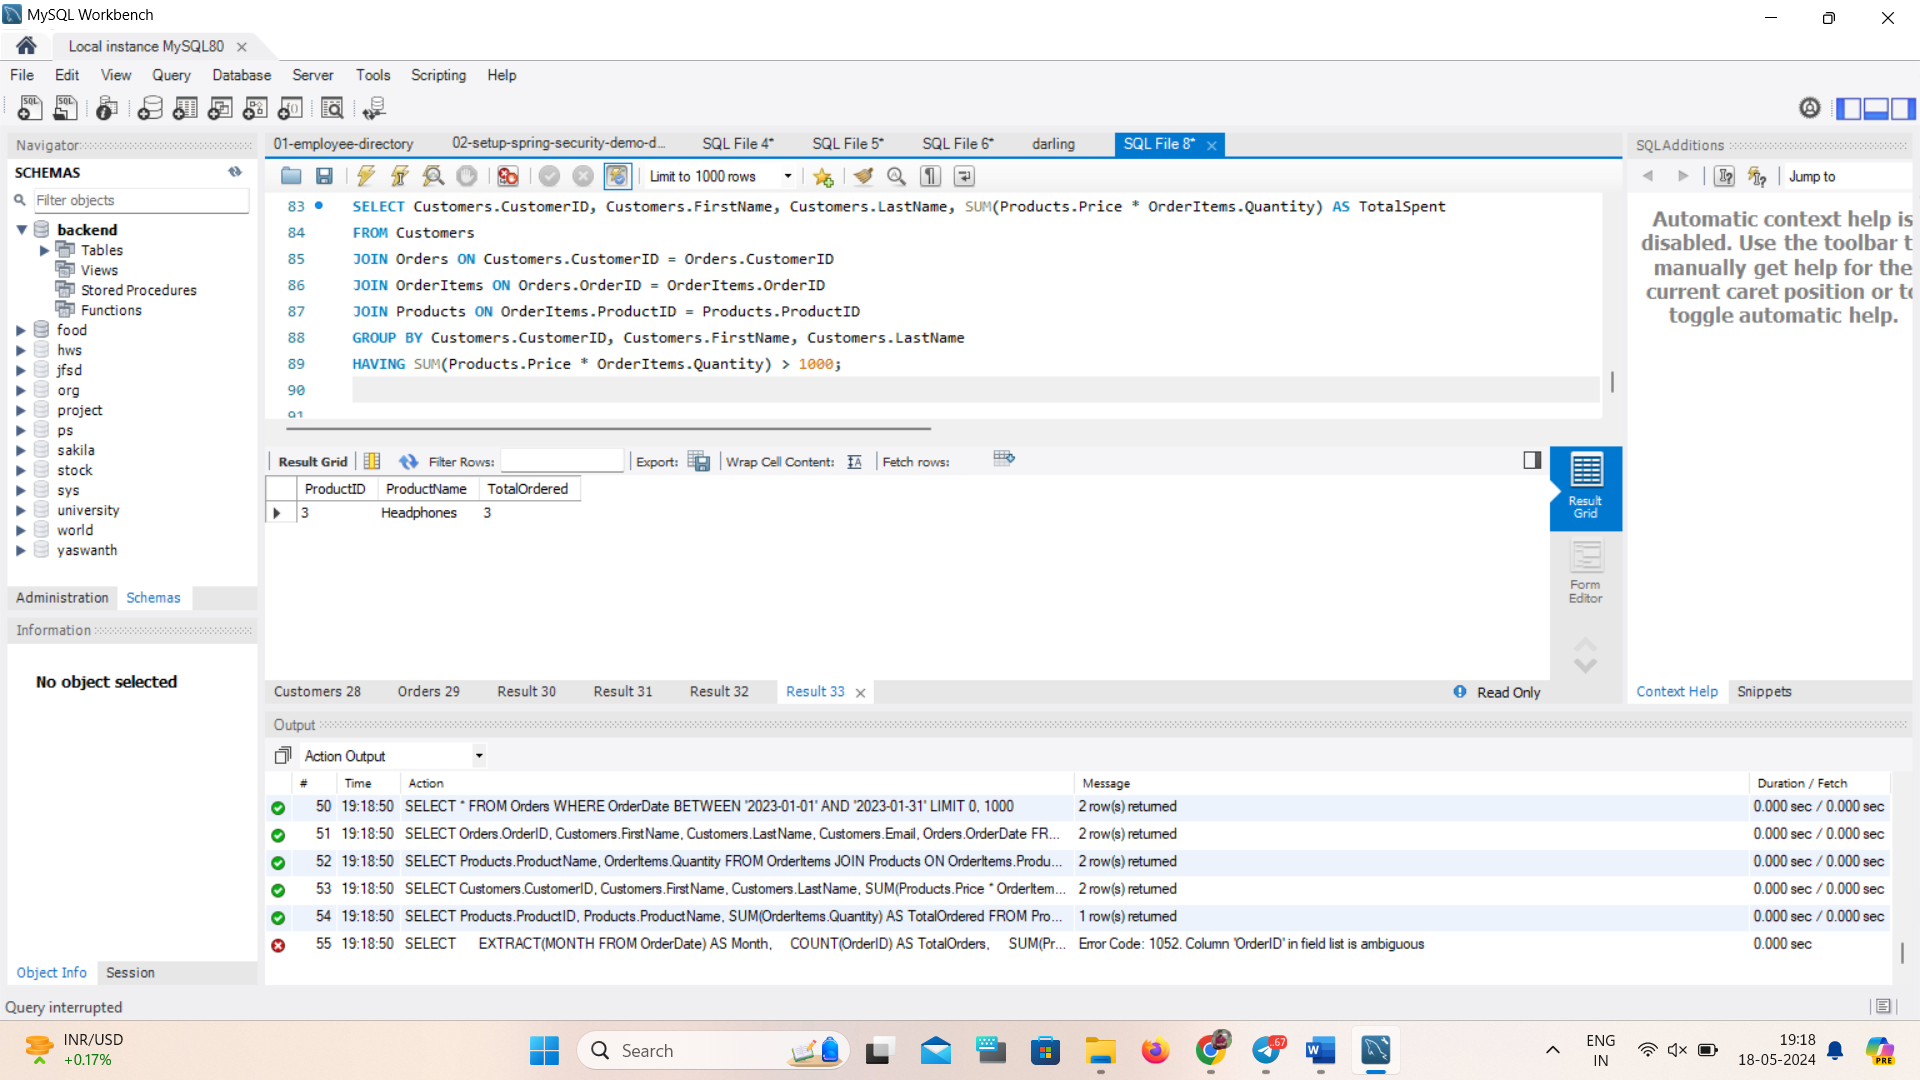 MySQL Workbench
Local instance MySQL80
File Edit View Query Database Server Tools Scripting Help
Navigator
SCHEMAS
Filter objects
backend
Tables
Views
Stored Procedures
Functions
food
hws
jfsd
org
project
ps
sakila
stock
sys
university
world
yaswanth
Administration Schemas
Information
No object selected
Object Info Session
01-employee-directory 02-setup-spring-security-demo-d... SQL File 4* SQL File 5* SQL File 6* darling SQL File 8*
Limit to 1000 rows
83 SELECT Customers.CustomerID, Customers.FirstName, Customers.LastName, SUM(Products.Price * OrderItems.Quantity) AS TotalSpent
84 FROM Customers
85 JOIN Orders ON Customers.CustomerID = Orders.CustomerID
86 JOIN OrderItems ON Orders.OrderID = OrderItems.OrderID
87 JOIN Products ON OrderItems.ProductID = Products.ProductID
88 GROUP BY Customers.CustomerID, Customers.FirstName, Customers.LastName
89 HAVING SUM(Products.Price * OrderItems.Quantity) > 1000;
90
91
Result Grid Filter Rows: Export: Wrap Cell Content: Fetch rows:
ProductID ProductName TotalOrdered
3 Headphones 3
Result Grid
Form Editor
Customers 28 Orders 29 Result 30 Result 31 Result 32 Result 33 Read Only
SQLAdditions
Jump to
Automatic context help is
disabled. Use the toolbar t
manually get help for the
current caret position or to
toggle automatic help.
Context Help Snippets
Output
Action Output
# Time Action Message Duration / Fetch
50 19:18:50 SELECT * FROM Orders WHERE OrderDate BETWEEN '2023-01-01' AND '2023-01-31' LIMIT 0, 1000 2 row(s) returned 0.000 sec / 0.000 sec
51 19:18:50 SELECT Orders.OrderID, Customers.FirstName, Customers.LastName, Customers.Email, Orders.OrderDate FR... 2 row(s) returned 0.000 sec / 0.000 sec
52 19:18:50 SELECT Products.ProductName, OrderItems.Quantity FROM OrderItems JOIN Products ON OrderItems.Produ... 2 row(s) returned 0.000 sec / 0.000 sec
53 19:18:50 SELECT Customers.CustomerID, Customers.FirstName, Customers.LastName, SUM(Products.Price * OrderItem... 2 row(s) returned 0.000 sec / 0.000 sec
54 19:18:50 SELECT Products.ProductID, Products.ProductName, SUM(OrderItems.Quantity) AS TotalOrdered FROM Pro... 1 row(s) returned 0.000 sec / 0.000 sec
55 19:18:50 SELECT EXTRACT(MONTH FROM OrderDate) AS Month, COUNT(OrderID) AS TotalOrders, SUM(Pr... Error Code: 1052. Column 'OrderID' in field list is ambiguous 0.000 sec
Query interrupted
INR/USD
+0.17%
Search
67
ENG
IN
19:18
18-05-2024
PRE